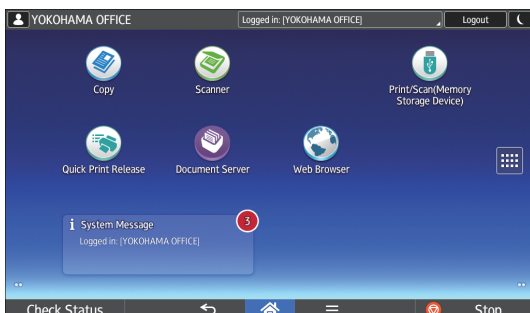 YOKOHAMA OFFICE
Logged in: [YOKOHAMA OFFICE]
Logout
Copy
Scanner
Print/Scan(Memory
Storage Device)
Quick Print Release
Document Server
Web Browser
3
i System Message
Logged in: [YOKOHAMA OFFICE]
Check Status
Stop